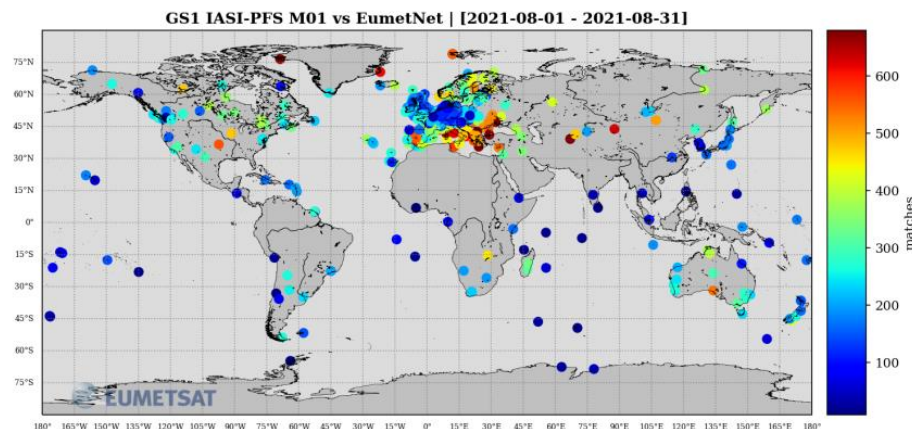 GS1 IASI-PFS M01 vs EumetNet | [2021-08-01 - 2021-08-31]
75°N
60°N
45°N
30°N
15°N
0°
15°S
30°S
45°S
60°S
75°S
EUMETSAT
180° 165°W 150°W 135°W 120°W 105°W 90°W 75°W 60°W 45°W 30°W 15°W 0° 15°E 30°E 45°E 60°E 75°E 90°E 105°E 120°E 135°E 150°E 165°E 180°
600
500
400
300
200
100
matches